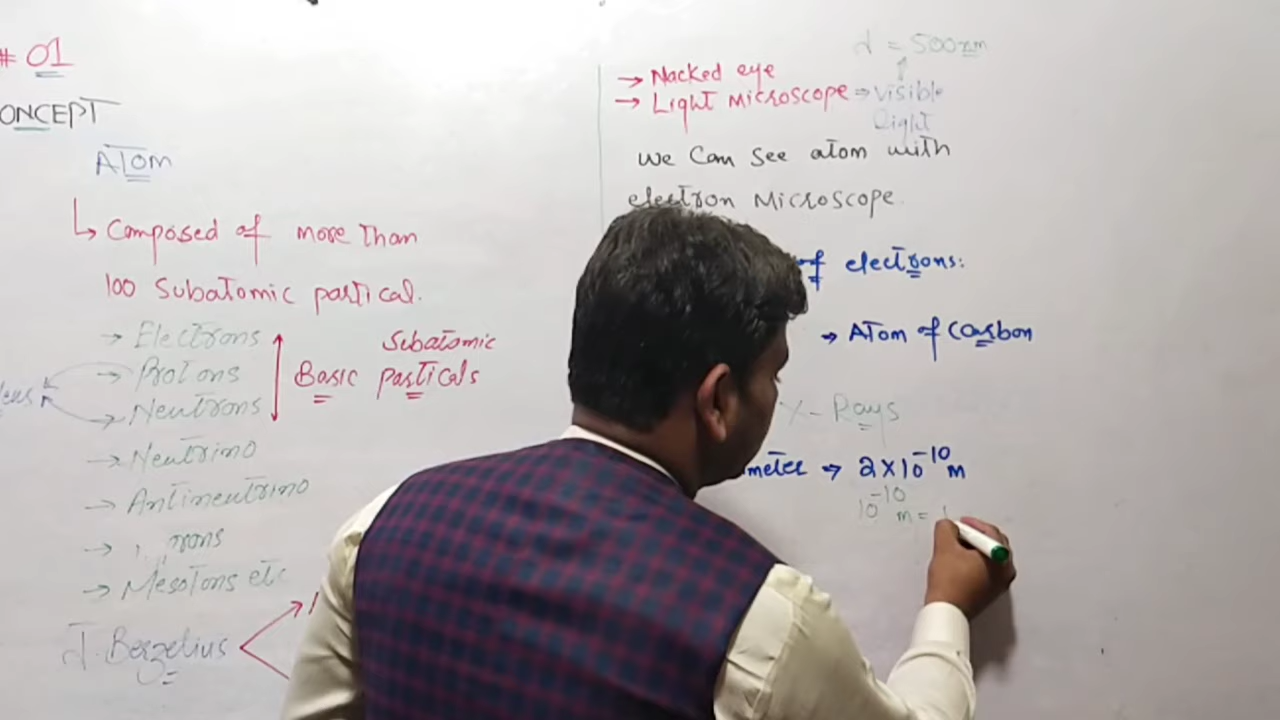 # 01
ONCEPT
ATom
↳ Composed of more Than
100 Subatomic partical.
→ Electrons
→ Protons
→ Neutrons
Subatomic
Basic particals
→ Neutrino
→ Antineutrino
→ rons
→ Mesotons etc
J. Berzelius
d = 500nm
→ Nacked eye
→ Light Microscope ⇒ Visible
light
we Can See atom with
electron Microscope.
of electrons:
→ Atom of Carbon
X-Rays
meter → 2×10⁻¹⁰ m
10⁻¹⁰ m = 1